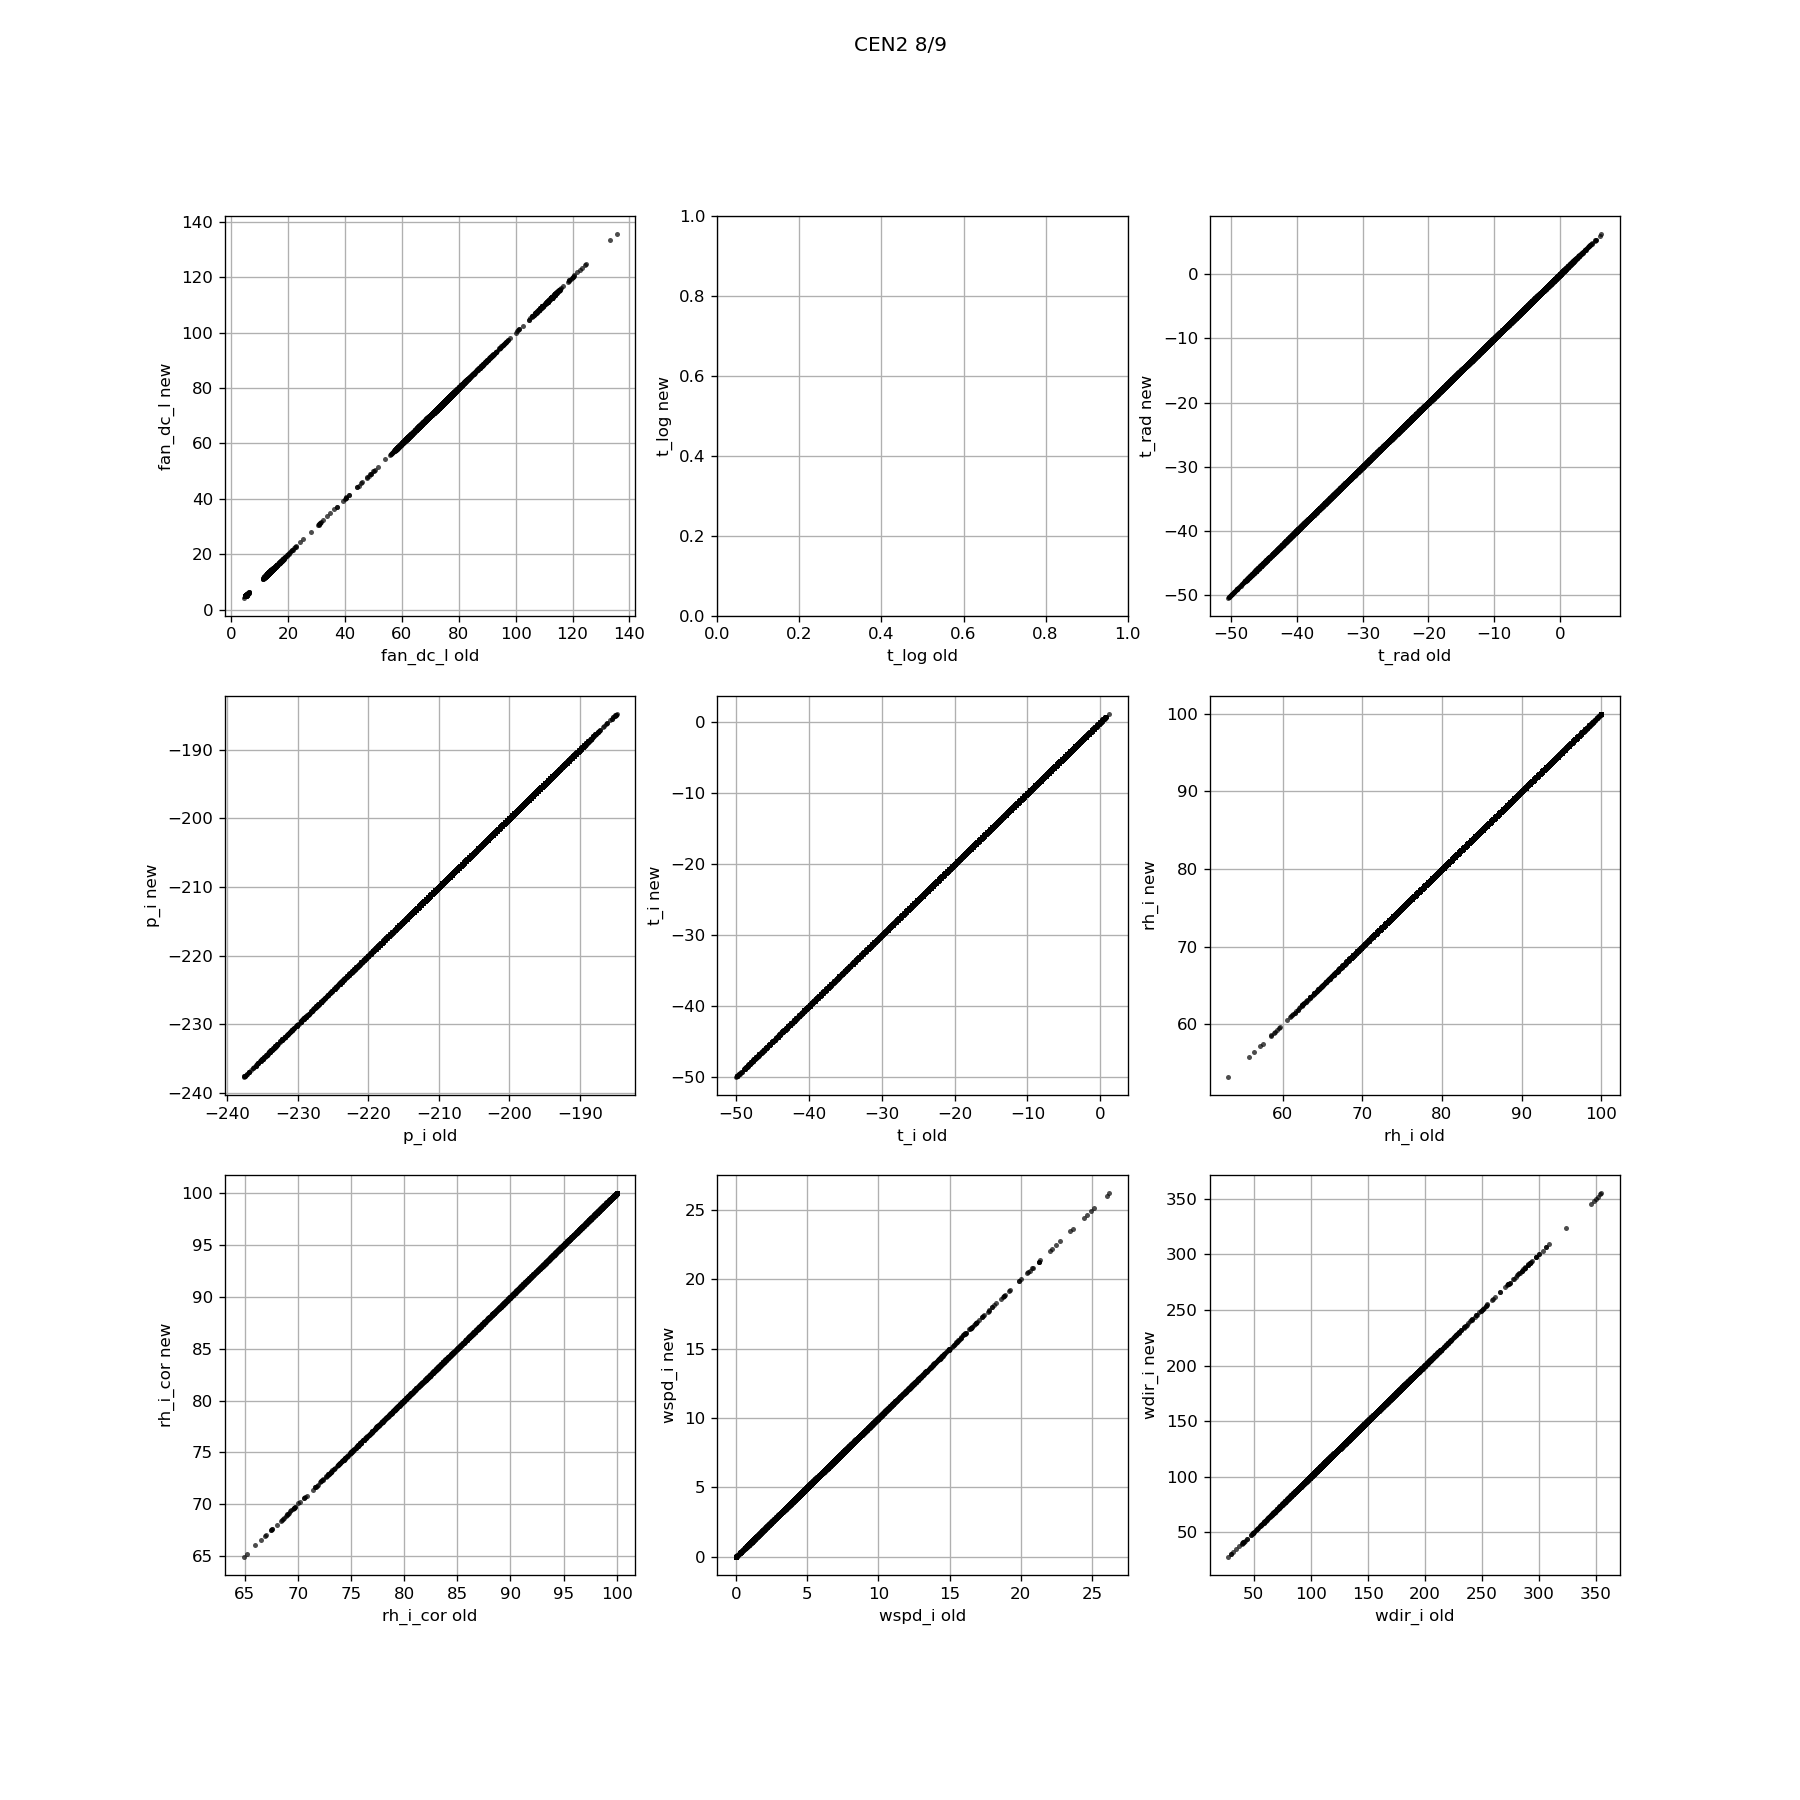 CEN2 8/9
140
120
100
80
60
40
20
0
fan_dc_l new
0 20 40 60 80 100 120 140
fan_dc_l old
1.0
0.8
0.6
0.4
0.2
0.0
t_log new
0.0 0.2 0.4 0.6 0.8 1.0
t_log old
0
−10
−20
−30
−40
−50
t_rad new
−50 −40 −30 −20 −10 0
t_rad old
−190
−200
−210
−220
−230
−240
p_i new
−240 −230 −220 −210 −200 −190
p_i old
0
−10
−20
−30
−40
−50
t_i new
−50 −40 −30 −20 −10 0
t_i old
100
90
80
70
60
rh_i new
60 70 80 90 100
rh_i old
100
95
90
85
80
75
70
65
rh_i_cor new
65 70 75 80 85 90 95 100
rh_i_cor old
25
20
15
10
5
0
wspd_i new
0 5 10 15 20 25
wspd_i old
350
300
250
200
150
100
50
wdir_i new
50 100 150 200 250 300 350
wdir_i old